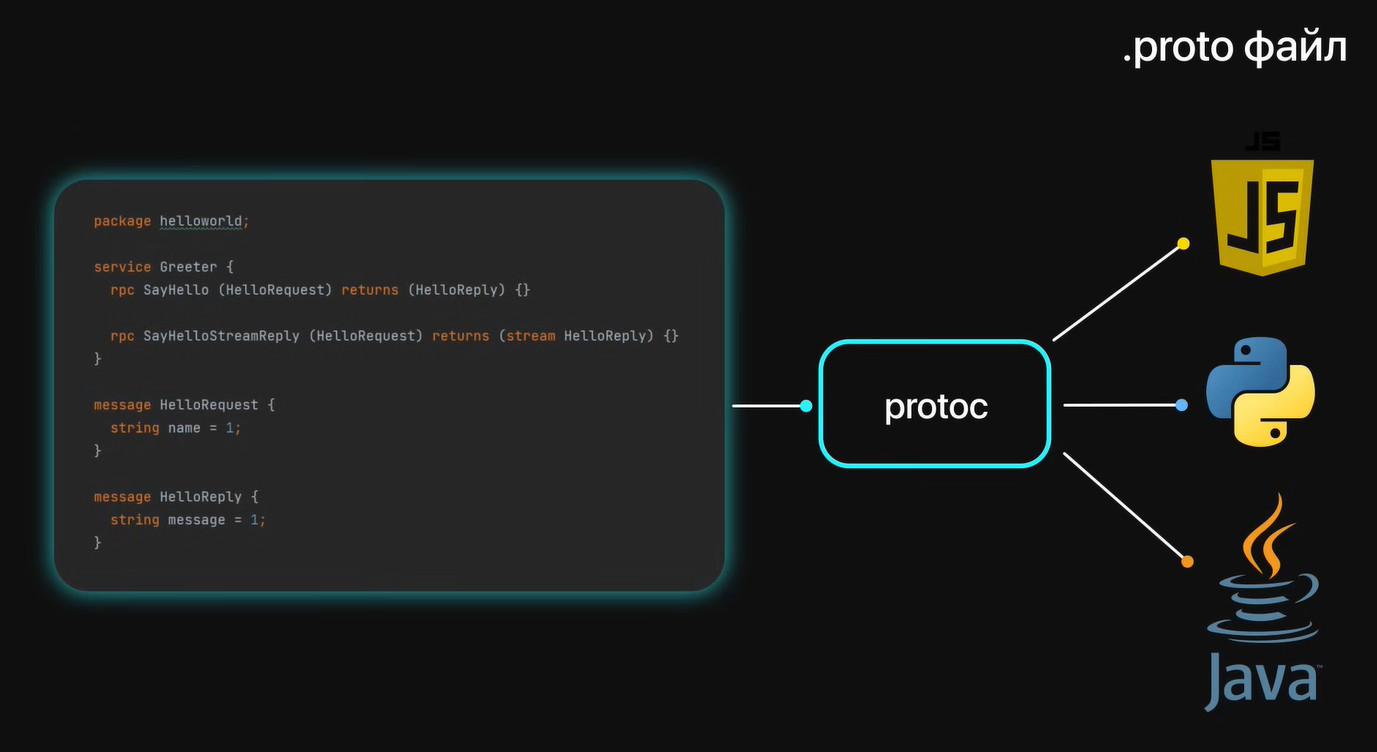 .proto файл
package helloworld;
service Greeter {
rpc SayHello (HelloRequest) returns (HelloReply) {}
rpc SayHelloStreamReply (HelloRequest) returns (stream HelloReply) {}
}
message HelloRequest {
string name = 1;
}
message HelloReply {
string message = 1;
}
protoc
JS
JS
Java™